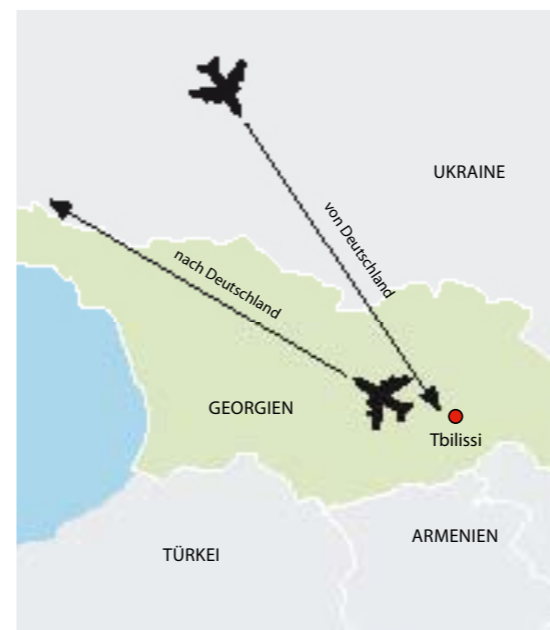 UKRAINE
von Deutschland
nach Deutschland
GEORGIEN
Tbilissi
ARMENIEN
TÜRKEI